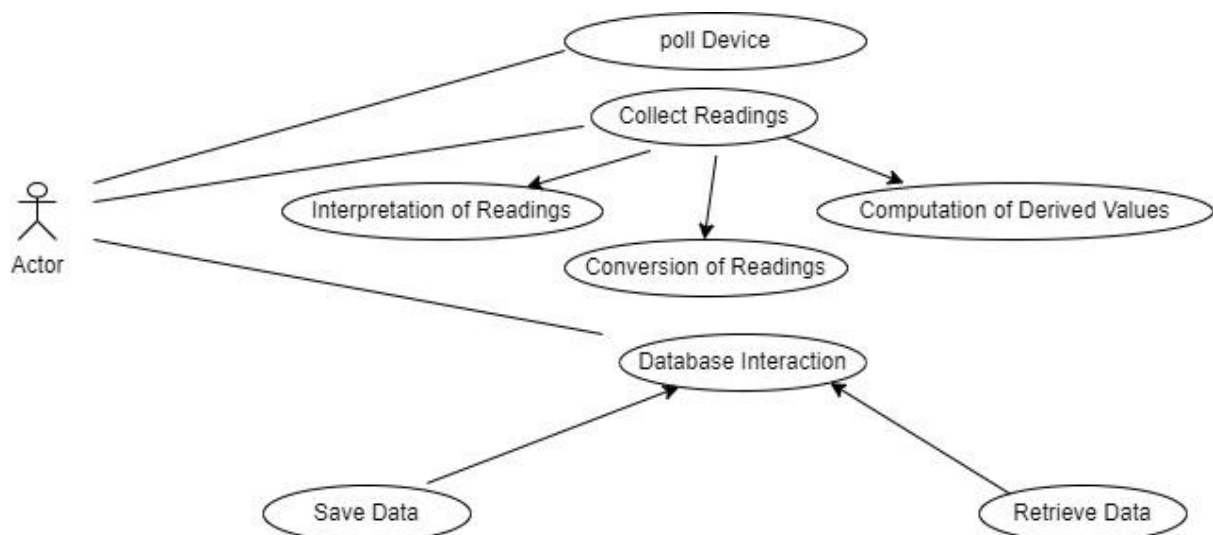 poll Device
Collect Readings
Interpretation of Readings
Computation of Derived Values
Actor
Conversion of Readings
Database Interaction
Save Data
Retrieve Data